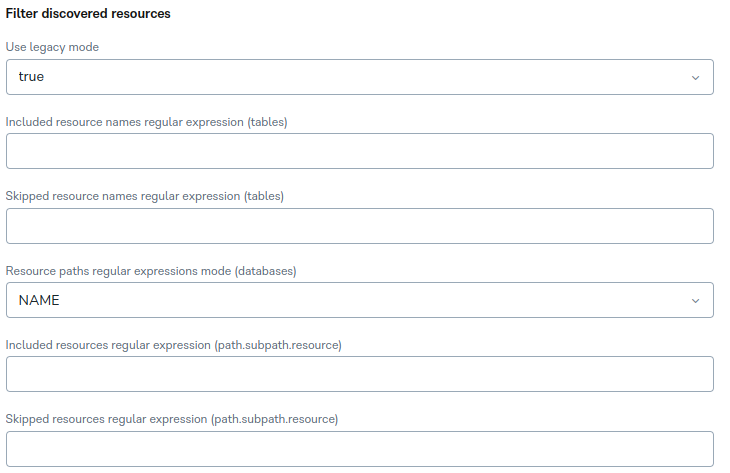 Filter discovered resources
Use legacy mode
true
Included resource names regular expression (tables)
Skipped resource names regular expression (tables)
Resource paths regular expressions mode (databases)
NAME
Included resources regular expression (path.subpath.resource)
Skipped resources regular expression (path.subpath.resource)